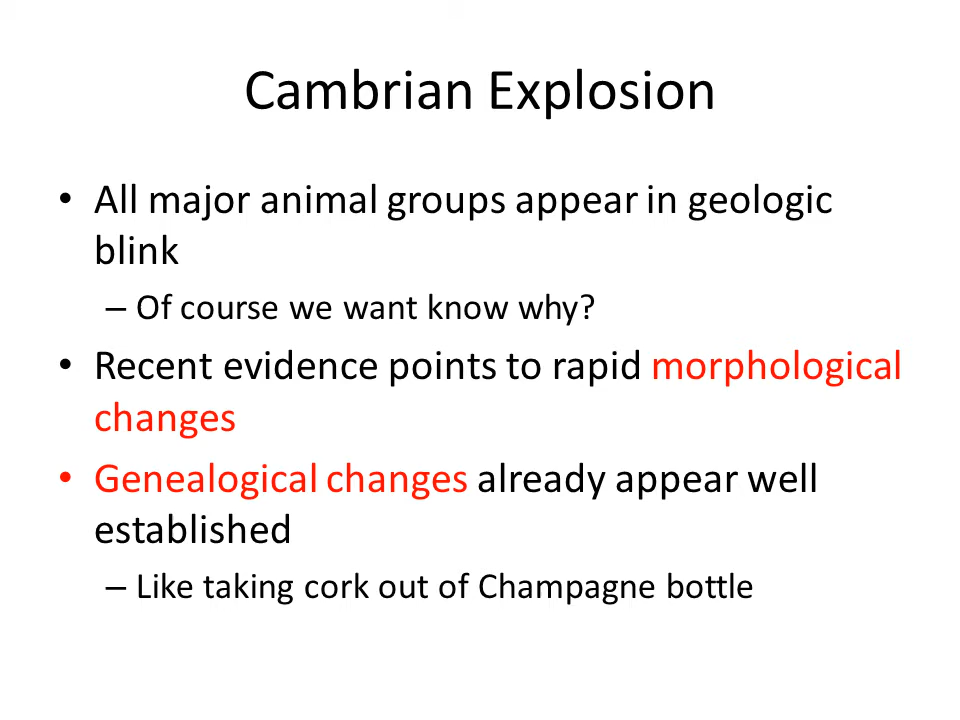 Cambrian Explosion
• All major animal groups appear in geologic
blink
– Of course we want know why?
• Recent evidence points to rapid morphological
changes
• Genealogical changes already appear well
established
– Like taking cork out of Champagne bottle